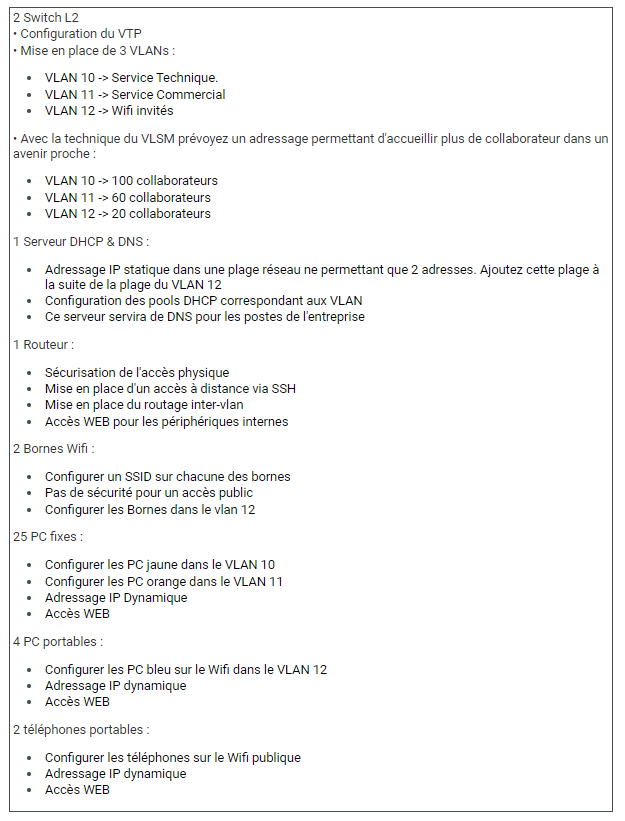 2 Switch L2
• Configuration du VTP
• Mise en place de 3 VLANs :
• VLAN 10 -> Service Technique.
• VLAN 11 -> Service Commercial
• VLAN 12 -> Wifi invités
• Avec la technique du VLSM prévoyez un adressage permettant d'accueillir plus de collaborateur dans un
avenir proche :
• VLAN 10 -> 100 collaborateurs
• VLAN 11 -> 60 collaborateurs
• VLAN 12 -> 20 collaborateurs
1 Serveur DHCP & DNS :
• Adressage IP statique dans une plage réseau ne permettant que 2 adresses. Ajoutez cette plage à
la suite de la plage du VLAN 12
• Configuration des pools DHCP correspondant aux VLAN
• Ce serveur servira de DNS pour les postes de l'entreprise
1 Routeur :
• Sécurisation de l'accès physique
• Mise en place d'un accès à distance via SSH
• Mise en place du routage inter-vlan
• Accès WEB pour les périphériques internes
2 Bornes Wifi :
• Configurer un SSID sur chacune des bornes
• Pas de sécurité pour un accès public
• Configurer les Bornes dans le vlan 12
25 PC fixes :
• Configurer les PC jaune dans le VLAN 10
• Configurer les PC orange dans le VLAN 11
• Adressage IP Dynamique
• Accès WEB
4 PC portables :
• Configurer les PC bleu sur le Wifi dans le VLAN 12
• Adressage IP dynamique
• Accès WEB
2 téléphones portables :
• Configurer les téléphones sur le Wifi publique
• Adressage IP dynamique
• Accès WEB